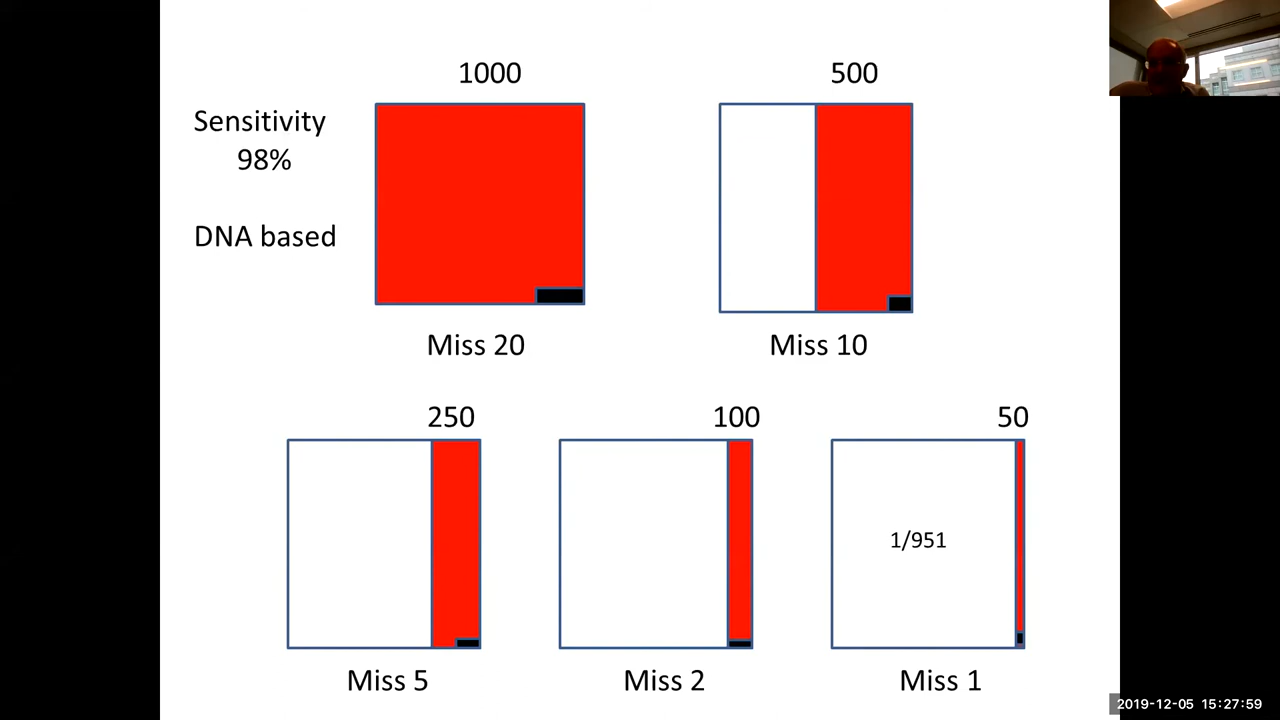 1000
500
Sensitivity
98%
DNA based
Miss 20
Miss 10
250
100
50
1/951
Miss 5
Miss 2
Miss 1
2019-12-05 15:27:59